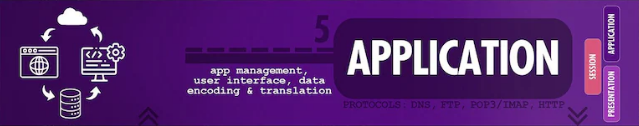 5
APPLICATION
app management,
user interface, data
encoding & translation
PROTOCOLS, DNS, FTP, POP3/IMAP, HTTP
SESSION
APPLICATION
PRESENTATION